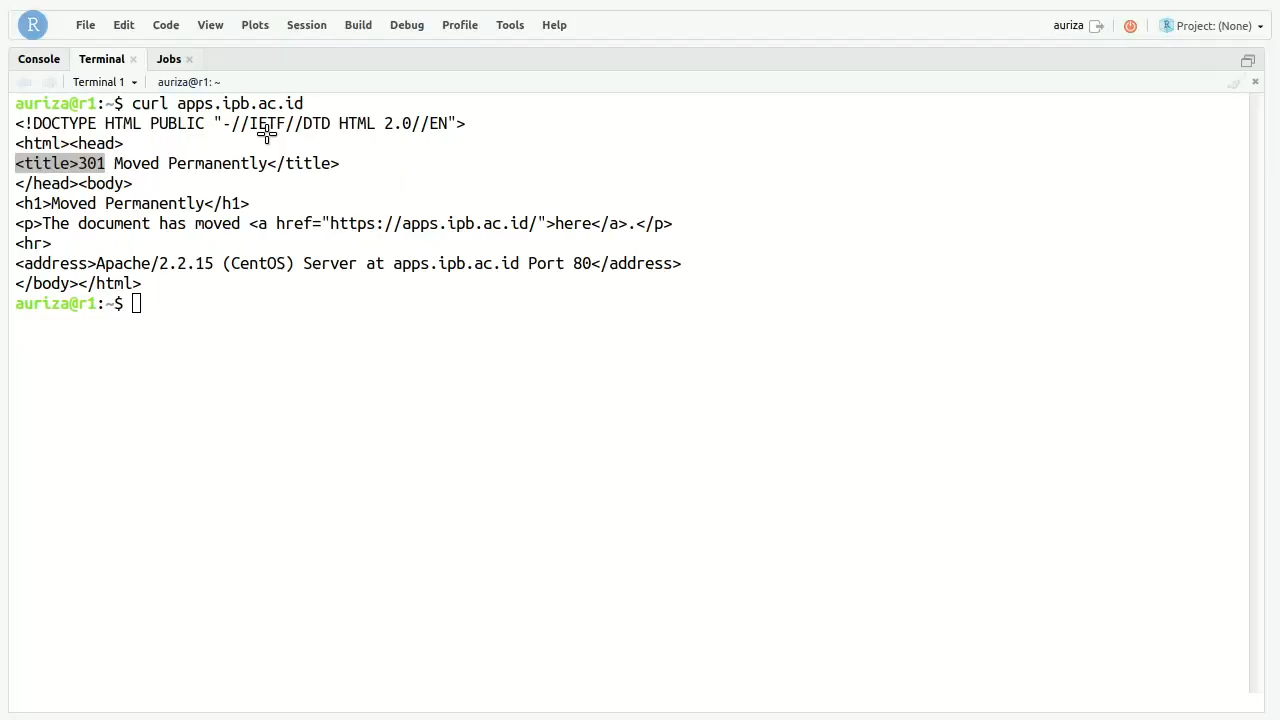 R File Edit Code View Plots Session Build Debug Profile Tools Help auriza R Project: (None)
Console Terminal Jobs
Terminal 1 auriza@r1: ~
auriza@r1:~$ curl apps.ipb.ac.id
<!DOCTYPE HTML PUBLIC "-//IETF//DTD HTML 2.0//EN">
<html><head>
<title>301 Moved Permanently</title>
</head><body>
<h1>Moved Permanently</h1>
<p>The document has moved <a href="https://apps.ipb.ac.id/">here</a>.</p>
<hr>
<address>Apache/2.2.15 (CentOS) Server at apps.ipb.ac.id Port 80</address>
</body></html>
auriza@r1:~$